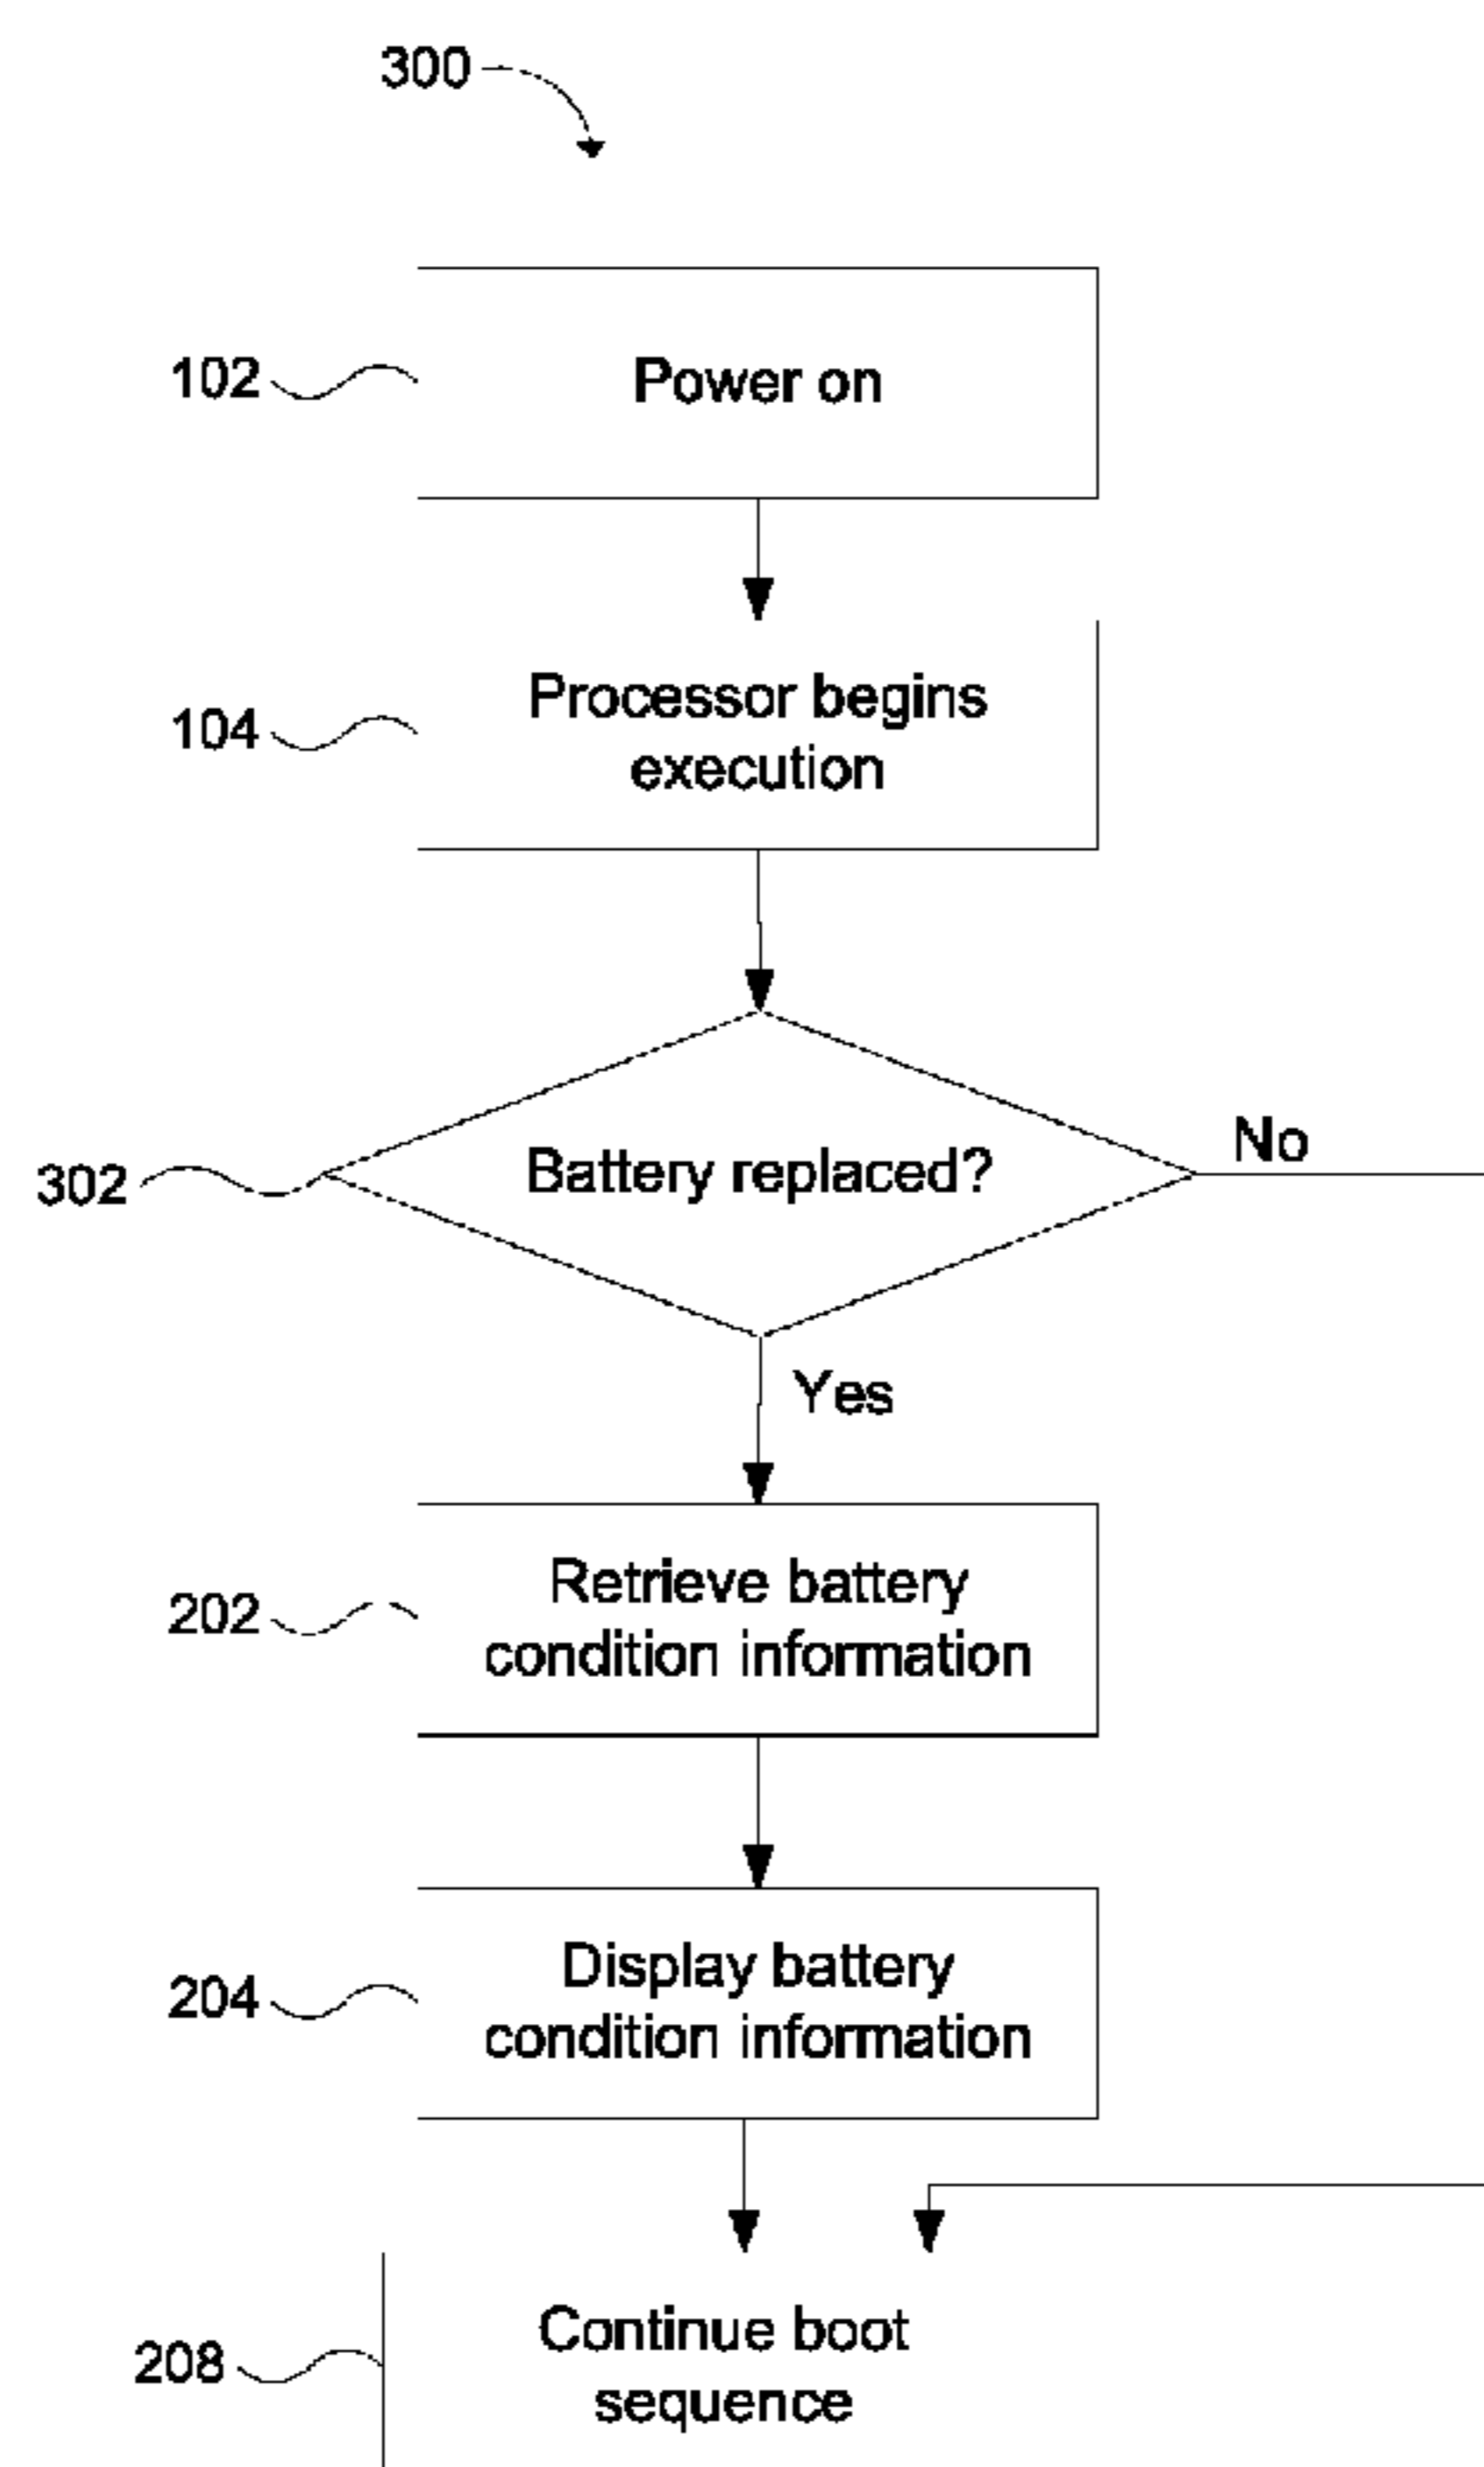 300
102
Power on
104
Processor begins
execution
302
Battery replaced?
No
Yes
202
Retrieve battery
condition information
204
Display battery
condition information
208
Continue boot
sequence